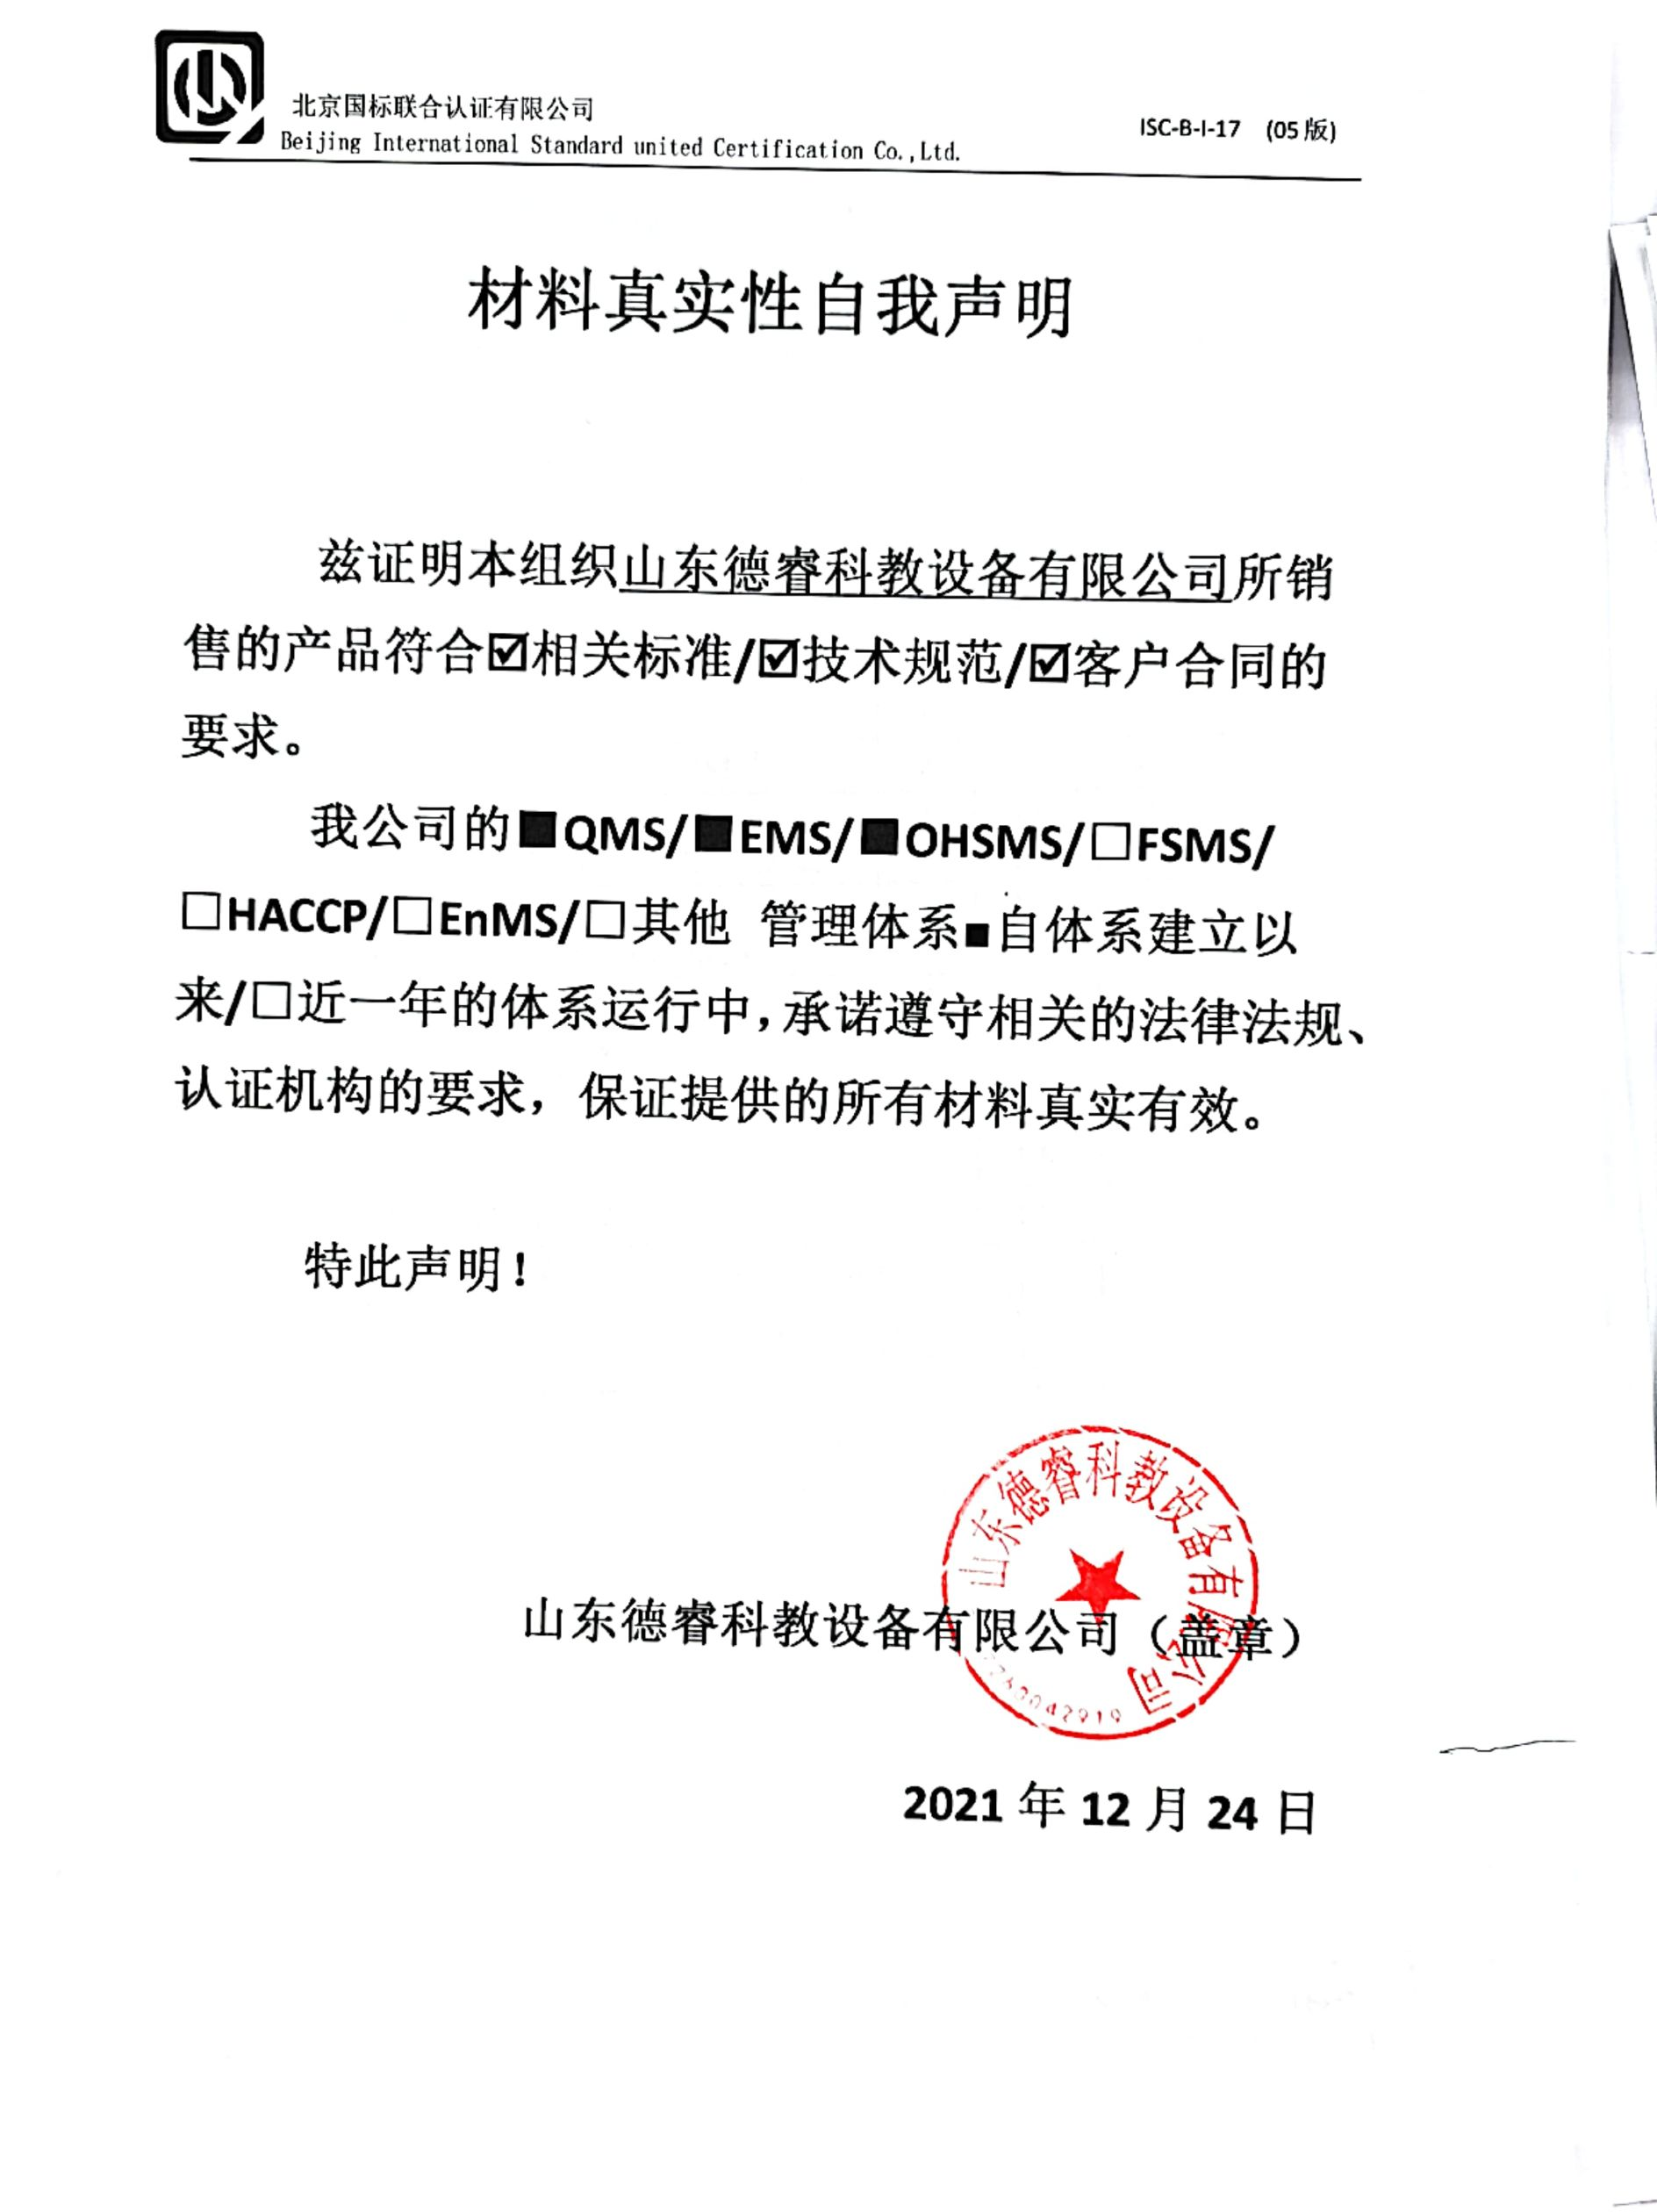 北京国标联合认证有限公司
Beijing International Standard united Certification Co.,Ltd.
ISC-B-I-17 (05版)
材料真实性自我声明
兹证明本组织山东德睿科教设备有限公司所销
售的产品符合☑相关标准/☑技术规范/☑客户合同的
要求。
我公司的■QMS/■EMS/■OHSMS/□FSMS/
□HACCP/□EnMS/□其他 管理体系■自体系建立以
来/□近一年的体系运行中,承诺遵守相关的法律法规、
认证机构的要求，保证提供的所有材料真实有效。
特此声明！
山东德睿科教设备有限公司
山东德睿科教设备有限公司（盖章）
2021 年 12 月 24 日